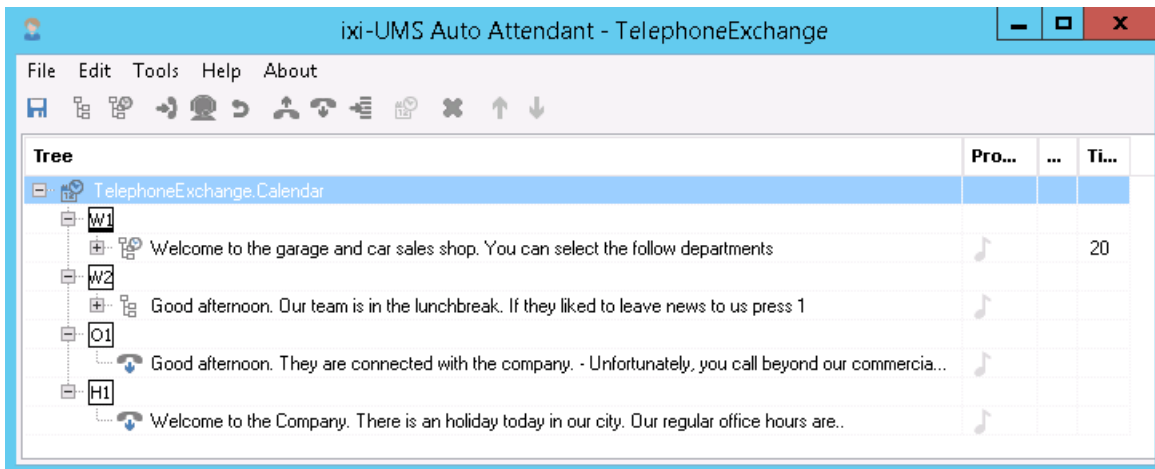 ixi-UMS Auto Attendant - TelephoneExchange
File Edit Tools Help About
Tree Pro... ... Ti...
TelephoneExchange.Calendar
W1
Welcome to the garage and car sales shop. You can select the follow departments 20
W2
Good afternoon. Our team is in the lunchbreak. If they liked to leave news to us press 1
O1
Good afternoon. They are connected with the company. - Unfortunately, you call beyond our commercia...
H1
Welcome to the Company. There is an holiday today in our city. Our regular office hours are..